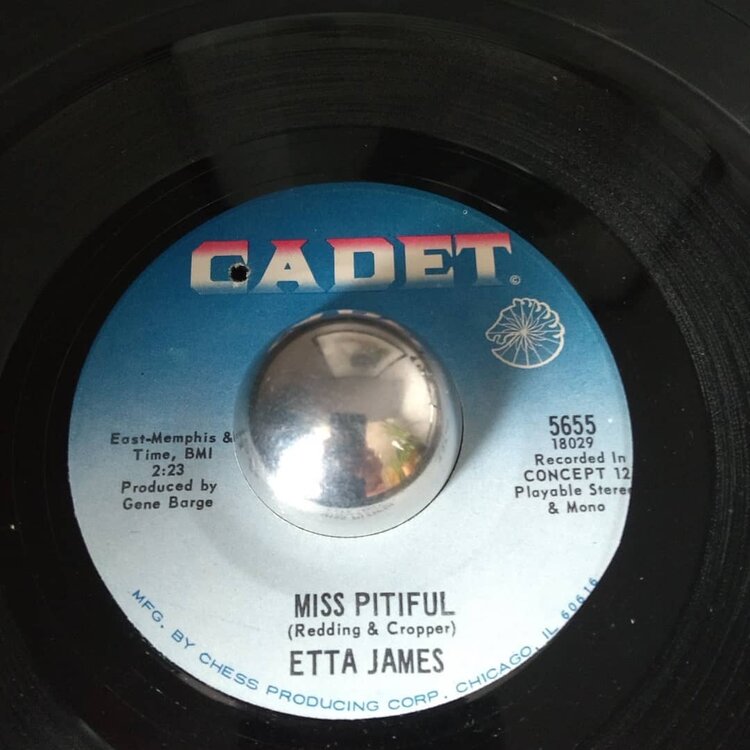 CADET
©
East-Memphis &
Time, BMI
2:23
Produced by
Gene Barge
5655
18029
Recorded In
CONCEPT 12
Playable Stereo
& Mono
MISS PITIFUL
(Redding & Cropper)
ETTA JAMES
MFG. BY CHESS PRODUCING CORP. CHICAGO, IL 60616